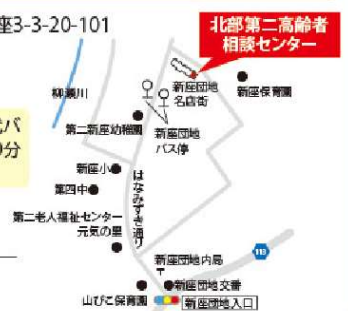 座3-3-20-101
北部第二高齢者
相談センター
柳瀬川
新座団地
名店街
新座保育園
バ
分
第二新座幼稚園
新座団地
バス停
新座小
第四中
はなみずき通り
第二老人福祉センター
元気の里
新座団地内局
〒
新座団地交番
山びこ保育園
新座団地入口